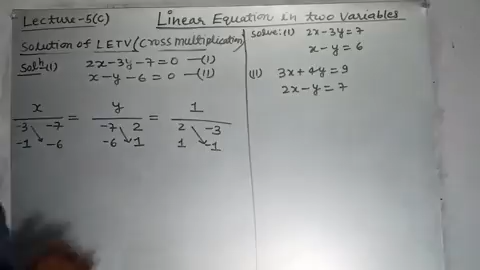 Lecture-5(C) Linear Equation in two Variables
Solution of LETV (Cross multiplication)
Solⁿ(I) 2x-3y-7=0 —(I)
x-y-6=0 —(II)
x = y = 1
-3 -7 -7 2 2 -3
-1 -6 -6 1 1 -1
solve:(I) 2x-3y=7
x-y=6
(II) 3x+4y=9
2x-y=7